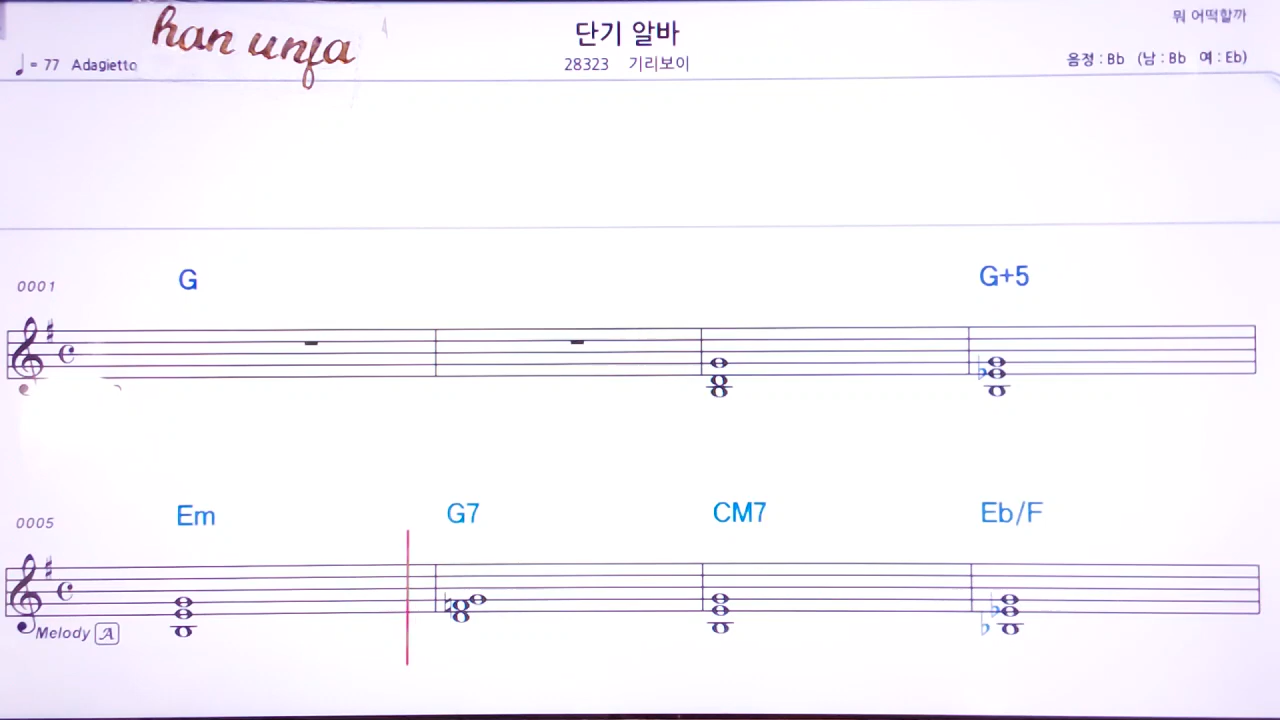 han unfa
단기 알바
뭐 어떡할까
♩= 77 Adagietto
28323 기리보이
음정 : Bb (남 : Bb 여 : Eb)
0001
G
G+5
0005
Em
G7
CM7
Eb/F
Melody A